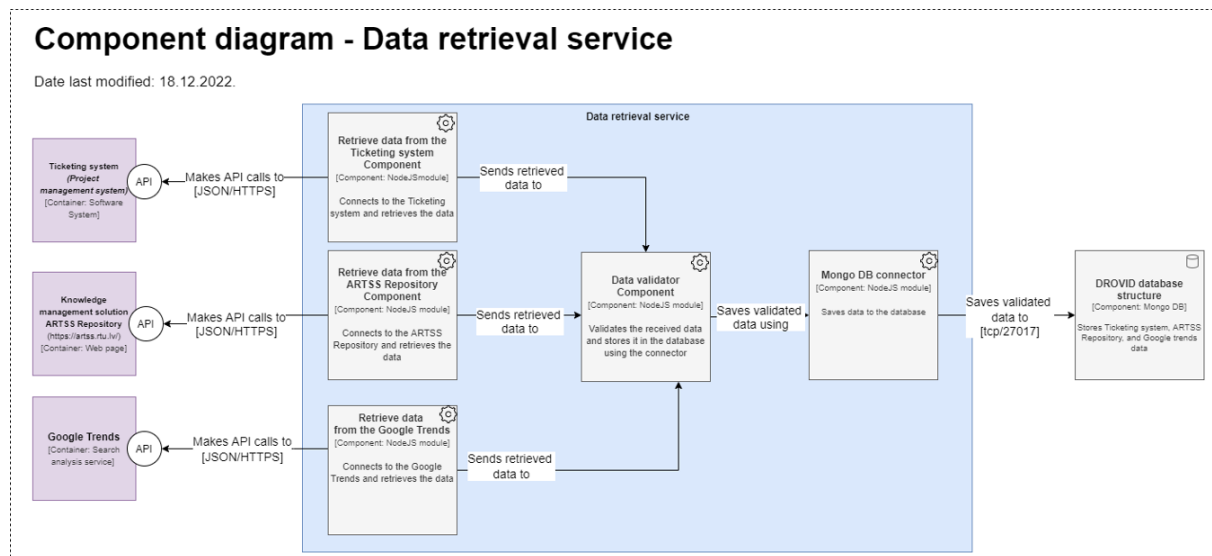 Component diagram - Data retrieval service
Date last modified: 18.12.2022.
Data retrieval service
Ticketing system
(Project
management system)
[Container: Software
System]
API
Makes API calls to
[JSON/HTTPS]
Retrieve data from the
Ticketing system
Component
[Component: NodeJSmodule]
Connects to the Ticketing
system and retrieves the data
Sends retrieved
data to
Knowledge
management solution
ARTSS Repository
(https://artss.rtu.lv/)
[Container: Web page]
API
Makes API calls to
[JSON/HTTPS]
Retrieve data from the
ARTSS Repository
Component
[Component: NodeJS module]
Connects to the ARTSS
Repository and retrieves the
data
Sends retrieved
data to
Data validator
Component
[Component: NodeJS module]
Validates the received data
and stores it in the database
using the connector
Saves validated
data using
Mongo DB connector
[Component: NodeJS module]
Saves data to the database
Saves validated
data to
[tcp/27017]
DROVID database
structure
[Component: Mongo DB]
Stores Ticketing system, ARTSS
Repository, and Google trends
data
Google Trends
[Container: Search
analysis service]
API
Makes API calls to
[JSON/HTTPS]
Retrieve data
from the Google Trends
[Component: NodeJS module]
Connects to the Google
Trends and retrieves the data
Sends retrieved
data to